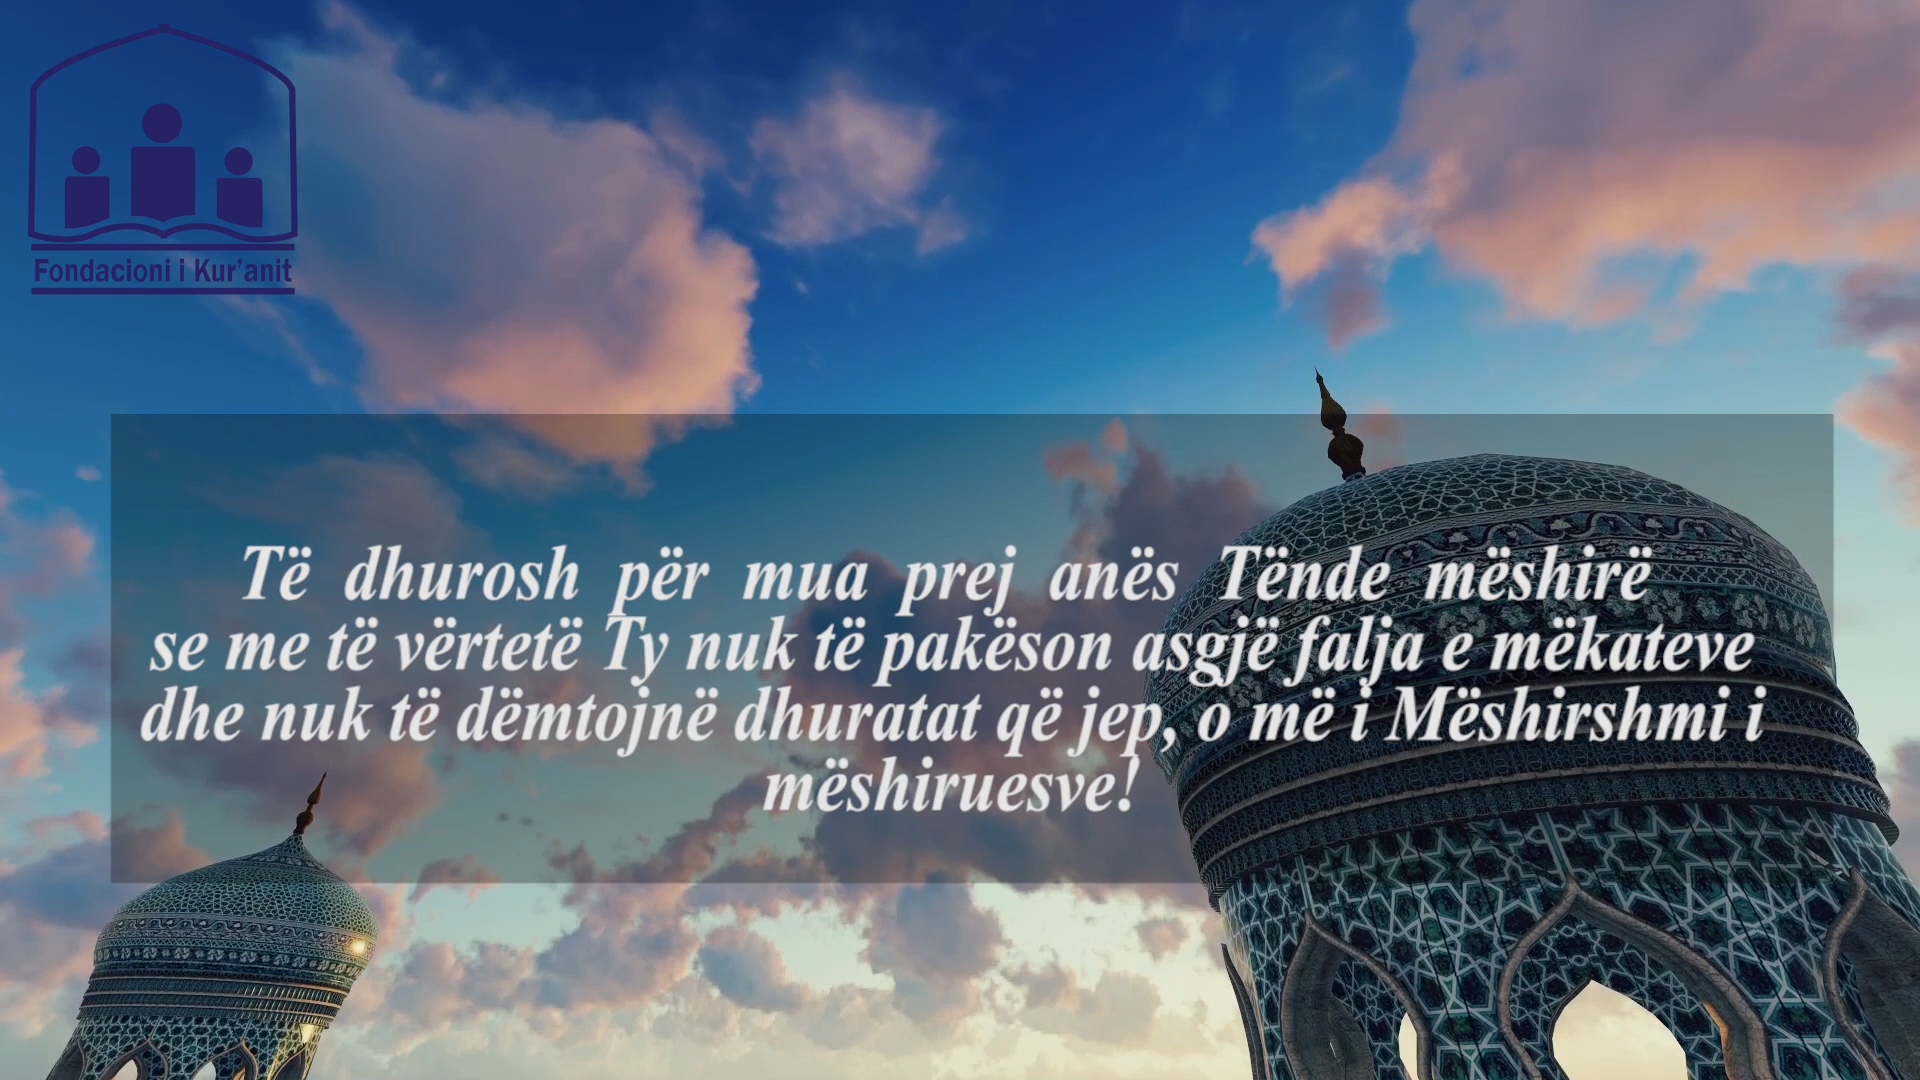 Fondacioni i Kur'anit
Të dhurosh për mua prej anës Tënde mëshirë
se me të vërtetë Ty nuk të pakëson asgjë falja e mëkateve
dhe nuk të dëmtojnë dhuratat që jep, o më i Mëshirshmi i
mëshiruesve!